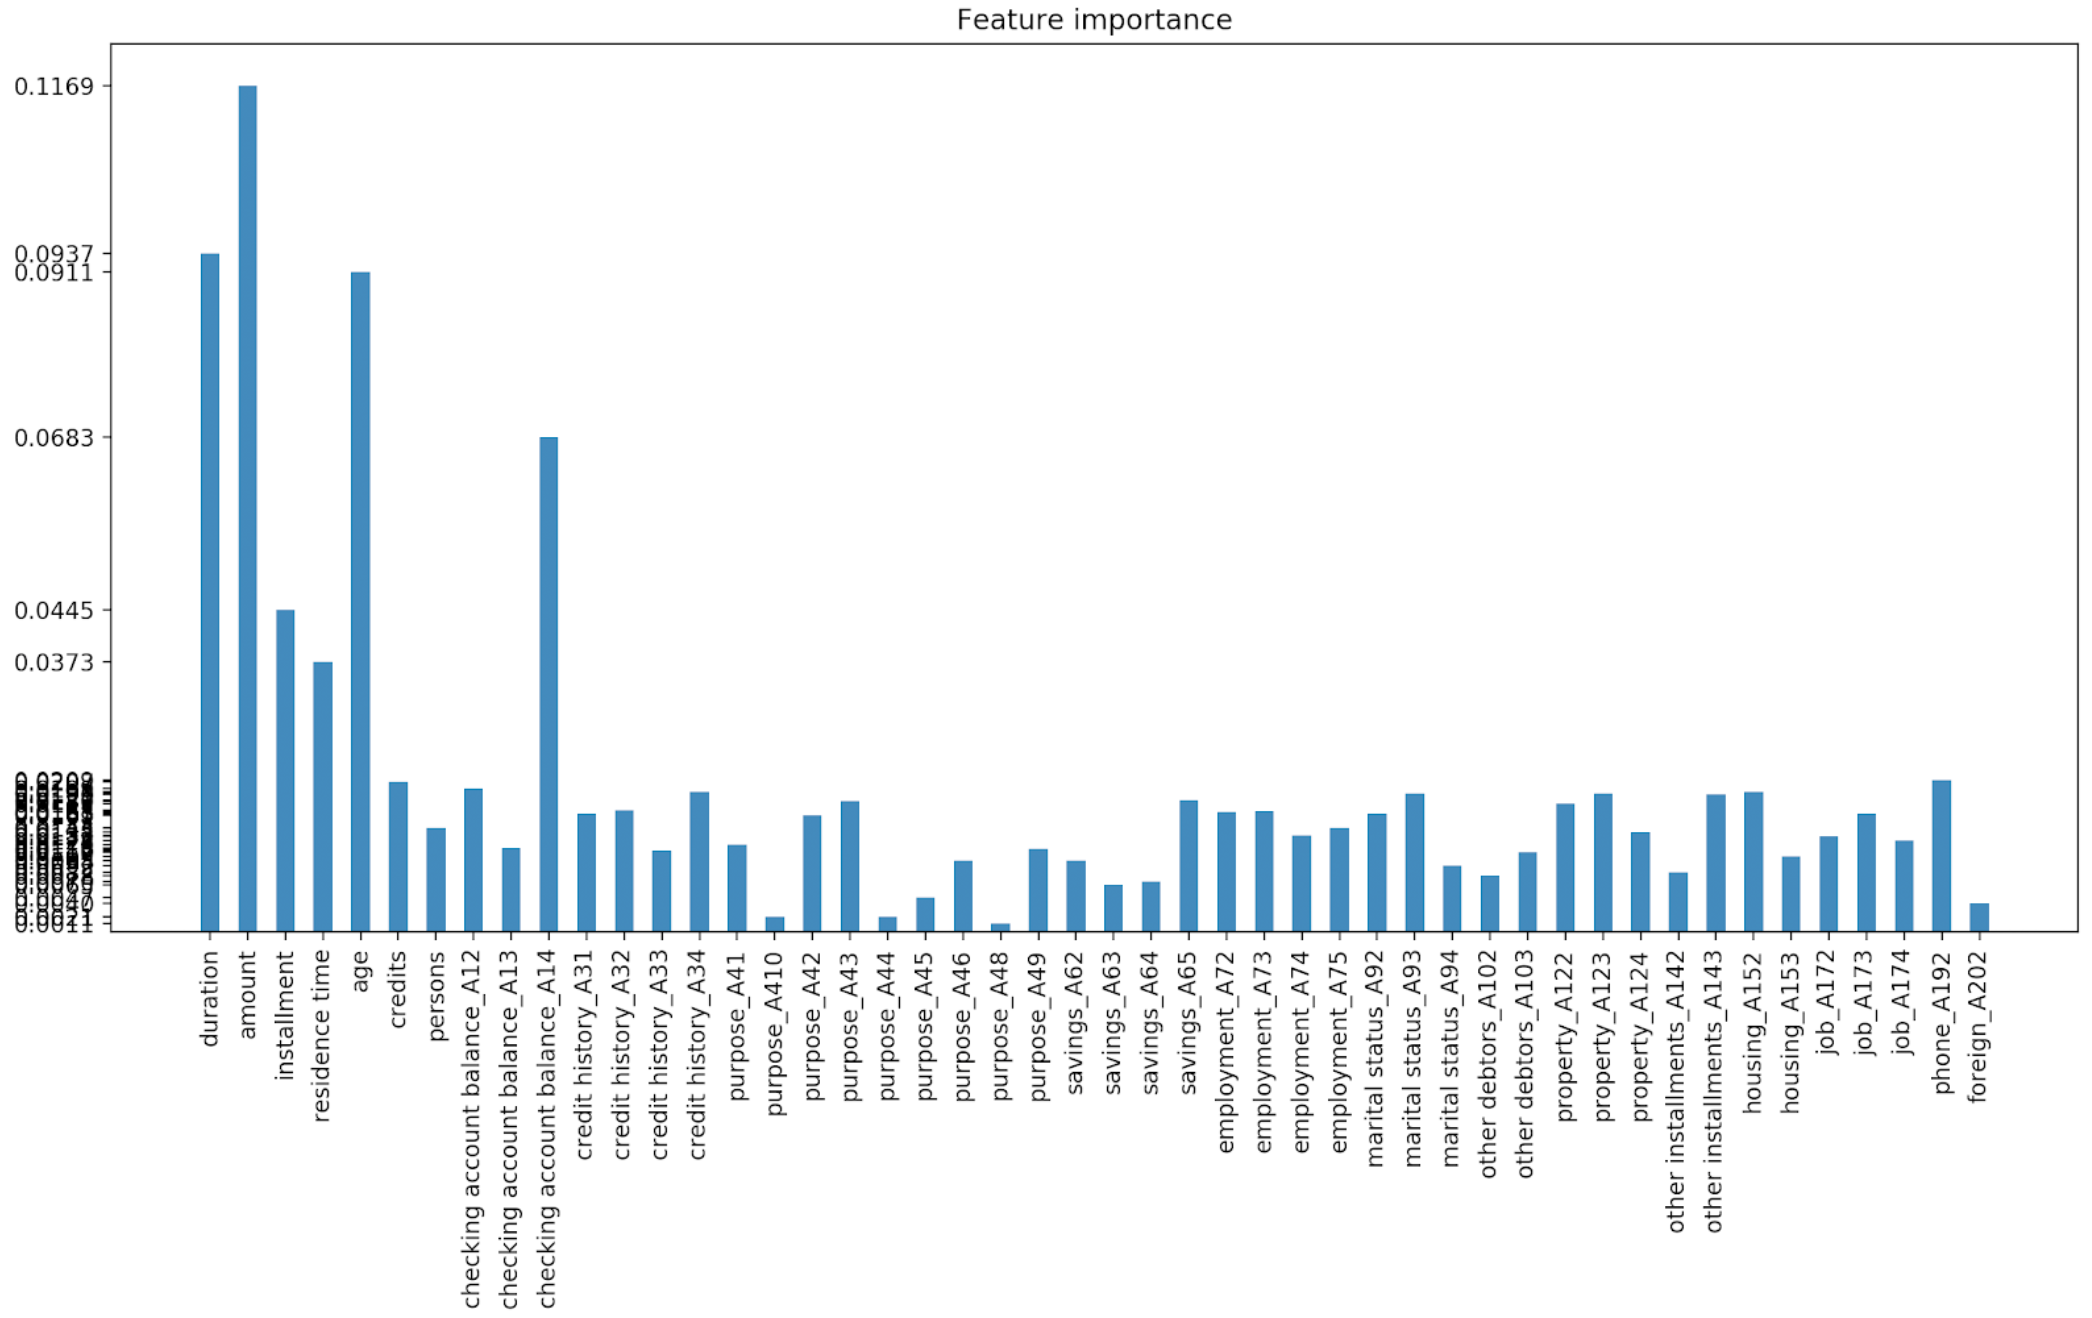 Feature importance
0.1169
0.0937
0.0911
0.0683
0.0445
0.0373
0.0209
0.0011
duration
amount
installment
residence time
age
credits
persons
checking account balance_A12
checking account balance_A13
checking account balance_A14
credit history_A31
credit history_A32
credit history_A33
credit history_A34
purpose_A41
purpose_A410
purpose_A42
purpose_A43
purpose_A44
purpose_A45
purpose_A46
purpose_A48
purpose_A49
savings_A62
savings_A63
savings_A64
savings_A65
employment_A72
employment_A73
employment_A74
employment_A75
marital status_A92
marital status_A93
marital status_A94
other debtors_A102
other debtors_A103
property_A122
property_A123
property_A124
other installments_A142
other installments_A143
housing_A152
housing_A153
job_A172
job_A173
job_A174
phone_A192
foreign_A202